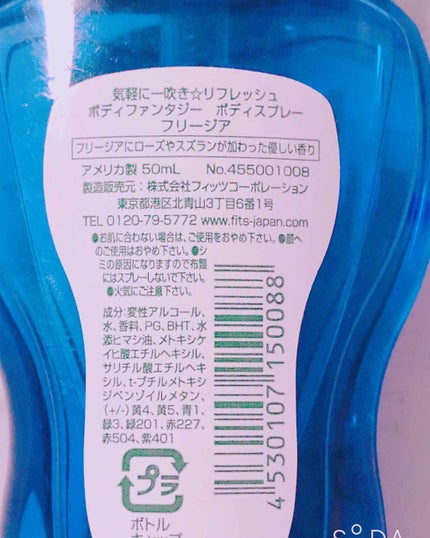 気軽に一吹き☆リフレッシュ
ボディファンタジー ボディスプレー
フリージア
フリージアにローズやスズランが加わった優しい香り
アメリカ製 50mL No.455001008
製造販売元：株式会社フィッツコーポレーション
東京都港区北青山3丁目6番1号
TEL 0120-79-5772 www.fits-japan.com
●お肌に合わない場合は、ご使用をおやめ下さい。●顔へ
のご使用はおやめ下さい。●シ
ミの原因になりますので布類
にはスプレーしないで下さい。
●火気にご注意下さい。
成分：変性アルコール、
水、香料、PG、BHT、水
添ヒマシ油、メトキシケ
イヒ酸エチルヘキシル、
サリチル酸エチルヘキ
シル、t-ブチルメトキシ
ジベンゾイルメタン、
(+/-)黄4、黄5、青1、
緑3、緑201、赤227、
赤504、紫401
4 530107 150088
プラ
ボトル
キャップ
SODA